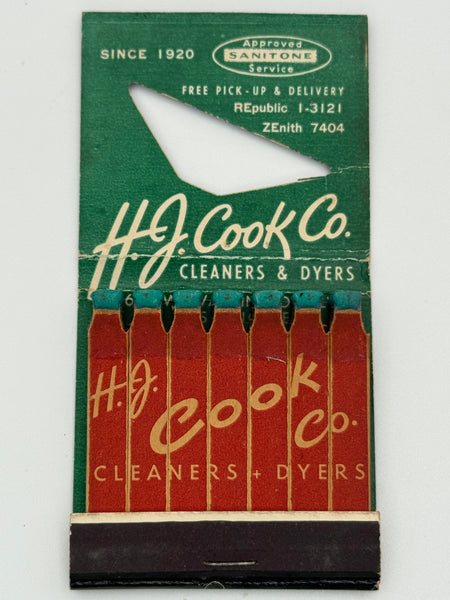 SINCE 1920
Approved
SANITONE
Service
FREE PICK-UP & DELIVERY
REpublic 1-3121
ZEnith 7404
H.J. Cook Co.
CLEANERS & DYERS
H.J. Cook Co.
CLEANERS + DYERS